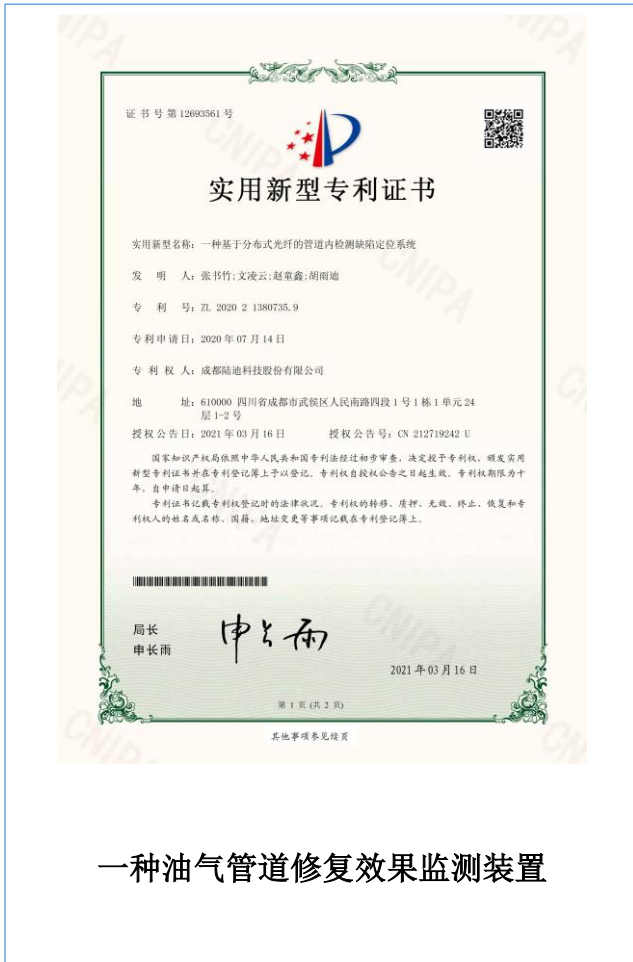 证书号第12693561号
实用新型专利证书
实用新型名称：一种基于分布式光纤的管道内检测缺陷定位系统
发 明 人：张书竹;文凌云;赵童鑫;胡雨迪
专 利 号：ZL 2020 2 1380735.9
专利申请日：2020年07月14日
专 利 权 人：成都陆迪科技股份有限公司
地 址：610000 四川省成都市武侯区人民南路四段1号1栋1单元24
层1-2号
授权公告日：2021年03月16日 授权公告号：CN 212719242 U
国家知识产权局依照中华人民共和国专利法经过初步审查，决定授予专利权，颁发实用
新型专利证书并在专利登记簿上予以登记。专利权自授权公告之日起生效。专利权期限为十
年，自申请日起算。
专利证书记载专利权登记时的法律状况。专利权的转移、质押、无效、终止、恢复和专
利权人的姓名或名称、国籍、地址变更等事项记载在专利登记簿上。
局长
申长雨
申长雨
2021年03月16日
第 1 页 (共 2 页)
其他事项参见续页
CNIPA
CNIPA
CNIPA
CNIPA
CNIPA
一种油气管道修复效果监测装置